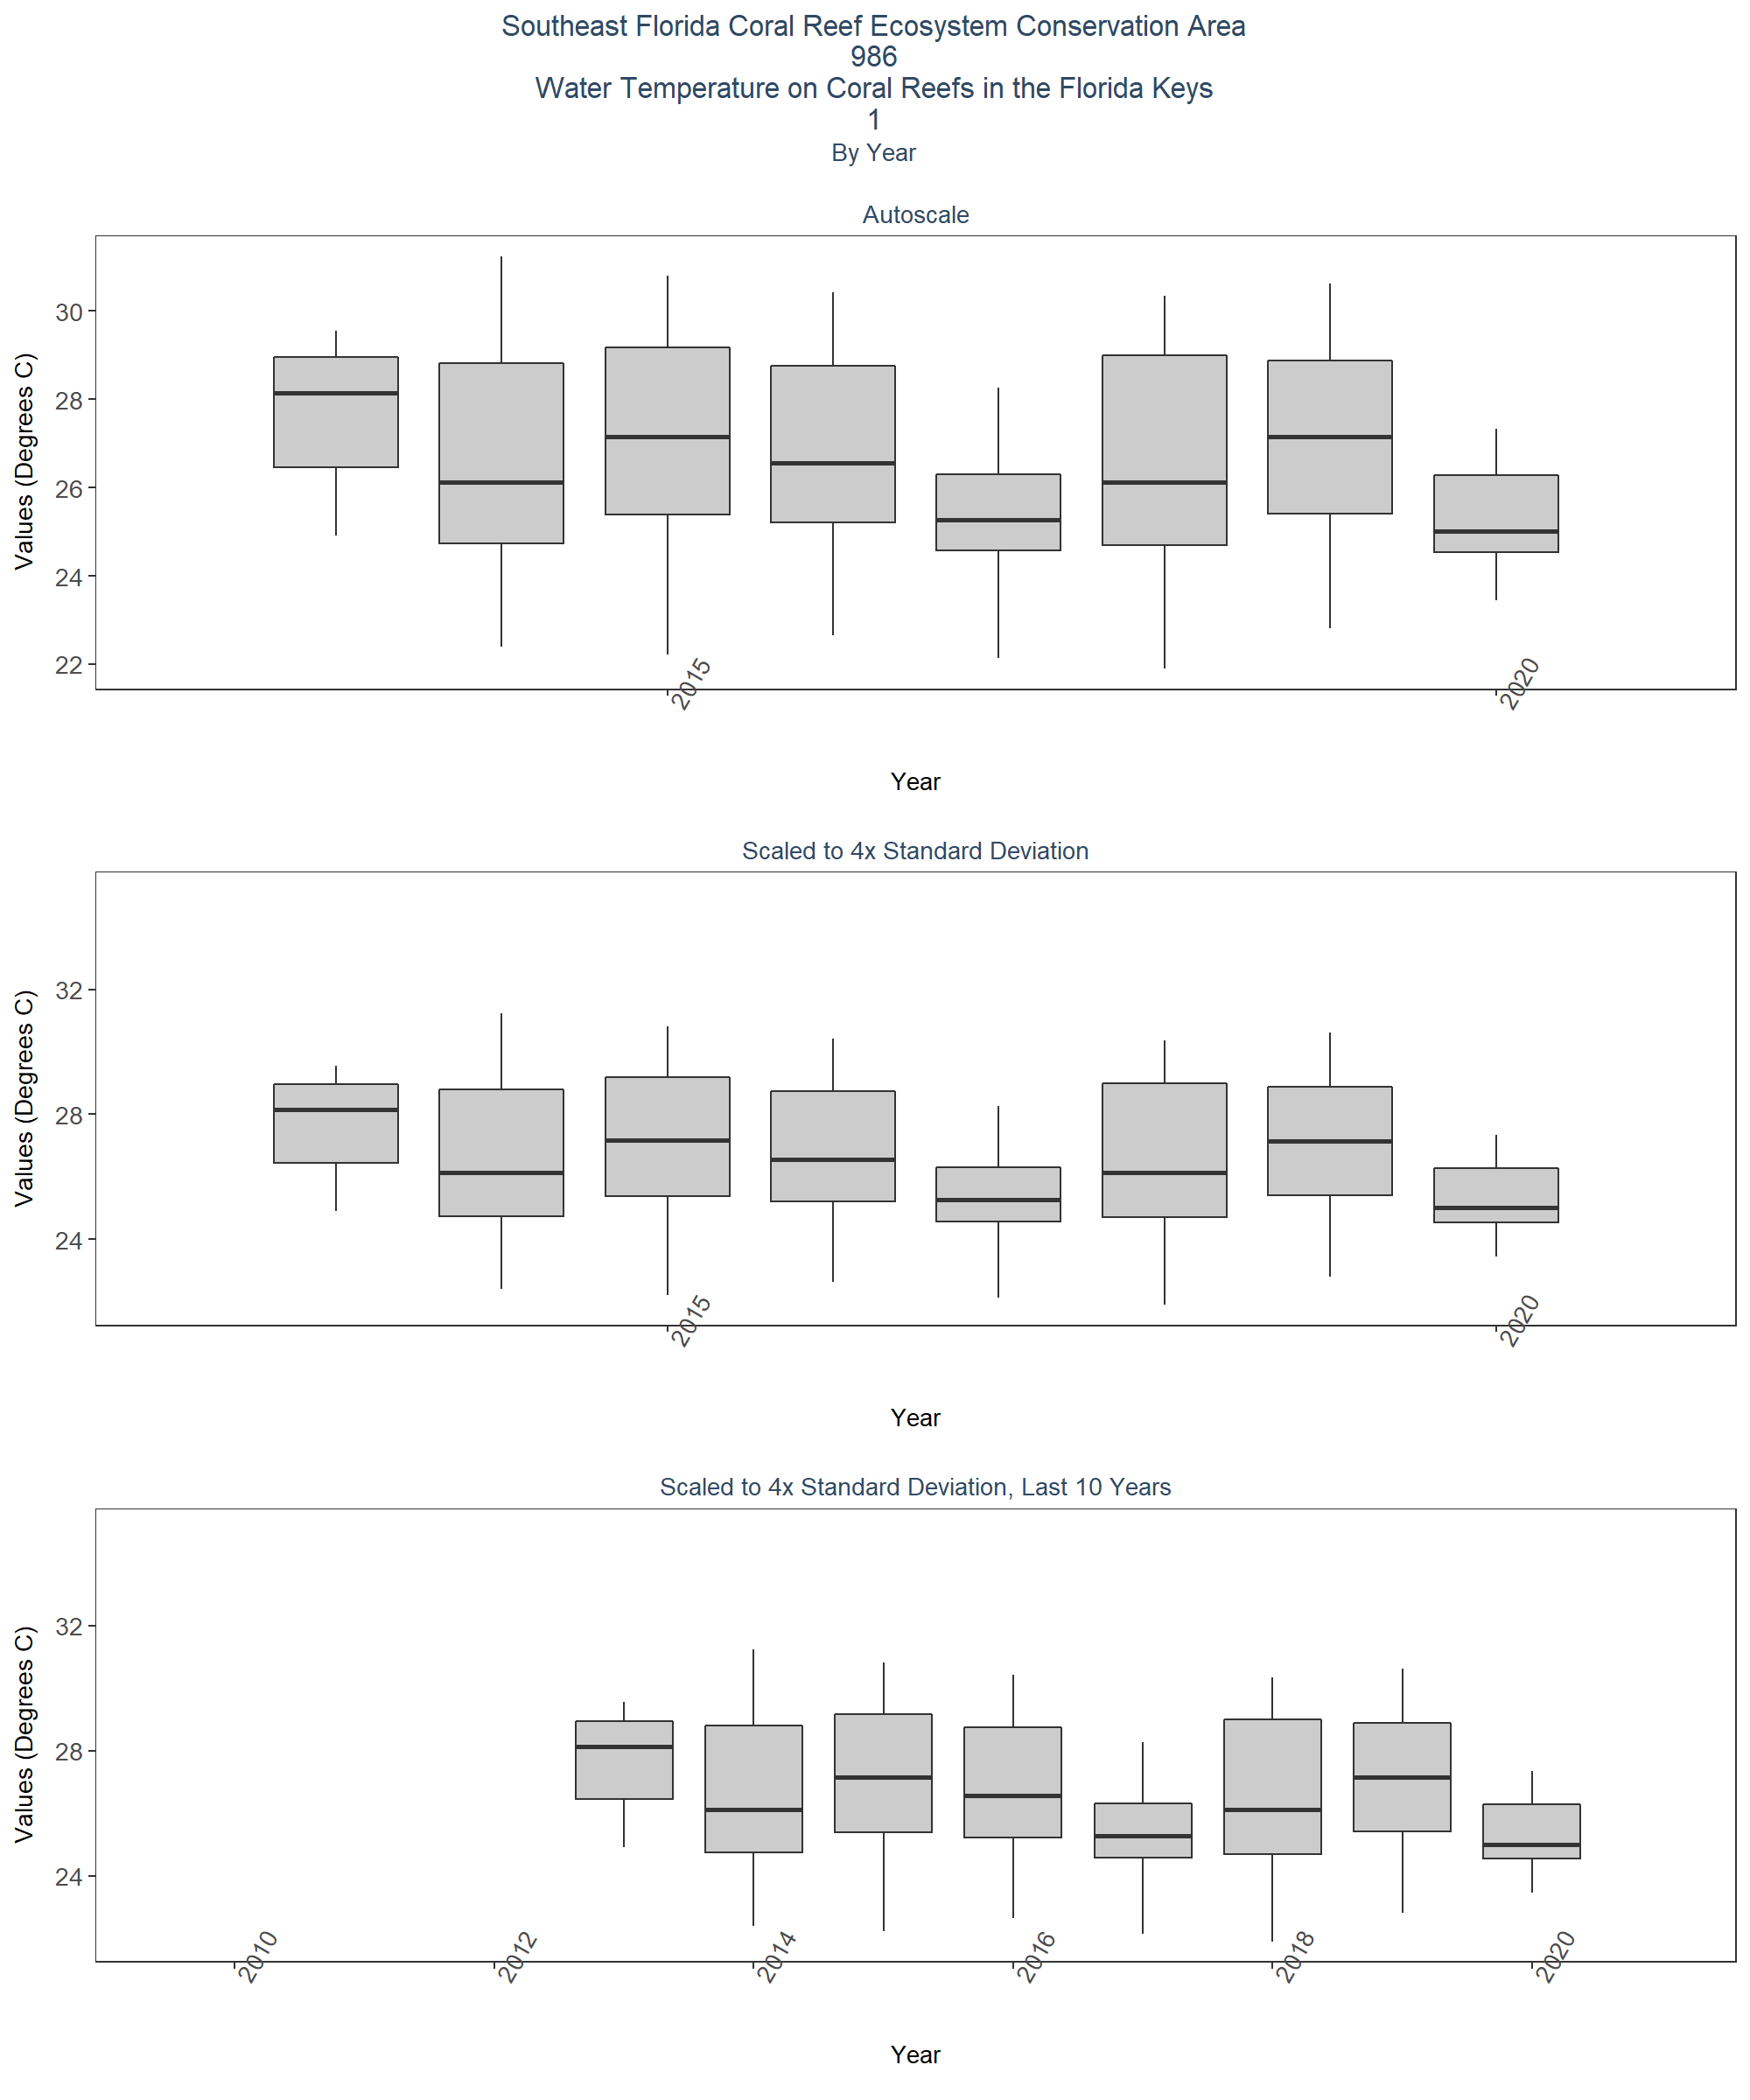 Southeast Florida Coral Reef Ecosystem Conservation Area
986
Water Temperature on Coral Reefs in the Florida Keys
1
By Year
Autoscale
Values (Degrees C)
30
28
26
24
22
2015
2020
Year
Scaled to 4x Standard Deviation
Values (Degrees C)
32
28
24
2015
2020
Year
Scaled to 4x Standard Deviation, Last 10 Years
Values (Degrees C)
32
28
24
2010
2012
2014
2016
2018
2020
Year